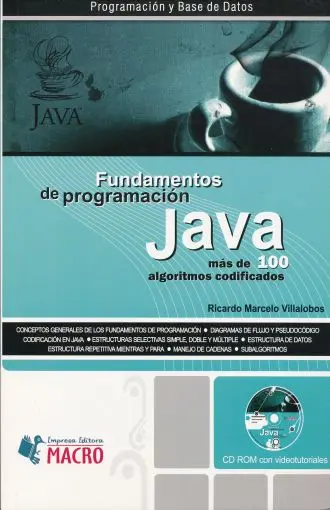 Programación y Base de Datos
JAVA
Fundamentos
de programación
Java
más de 100
algoritmos codificados
Ricardo Marcelo Villalobos
CONCEPTOS GENERALES DE LOS FUNDAMENTOS DE PROGRAMACIÓN • DIAGRAMAS DE FLUJO Y PSEUDOCÓDIGO
CODIFICACIÓN EN JAVA • ESTRUCTURAS SELECTIVAS SIMPLE, DOBLE Y MÚLTIPLE • ESTRUCTURA DE DATOS
ESTRUCTURA REPETITIVA MIENTRAS Y PARA • MANEJO DE CADENAS • SUBALGORITMOS
Empresa Editora
MACRO
Java
CD ROM con videotutoriales